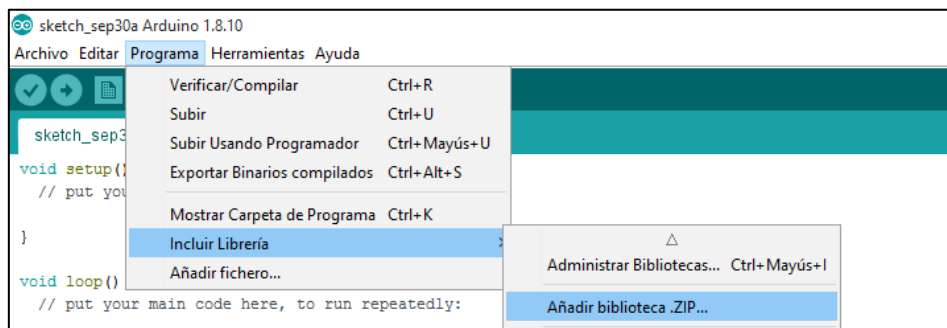 sketch_sep30a Arduino 1.8.10
Archivo Editar Programa Herramientas Ayuda
Verificar/Compilar Ctrl+R
Subir Ctrl+U
sketch_sep3
Subir Usando Programador Ctrl+Mayús+U
void setup()
Exportar Binarios compilados Ctrl+Alt+S
// put you
Mostrar Carpeta de Programa Ctrl+K
}
Incluir Librería
Administrar Bibliotecas... Ctrl+Mayús+I
Añadir fichero...
void loop()
// put your main code here, to run repeatedly:
Añadir biblioteca .ZIP...